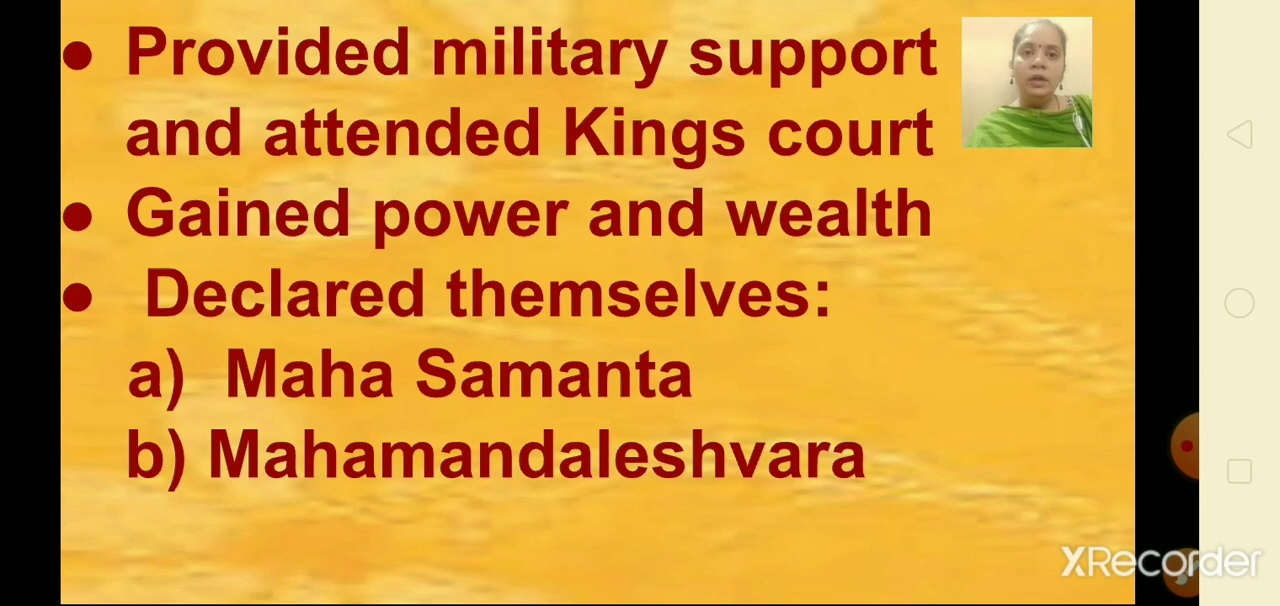 • Provided military support
and attended Kings court
• Gained power and wealth
• Declared themselves:
a) Maha Samanta
b) Mahamandaleshvara
XRecorder